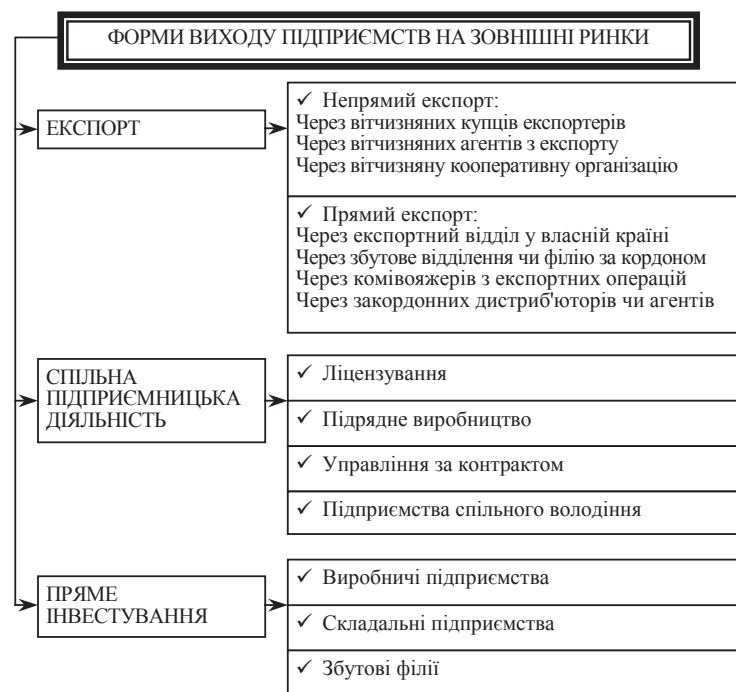 ФОРМИ ВИХОДУ ПІДПРИЄМСТВ НА ЗОВНІШНІ РИНКИ
ЕКСПОРТ
✓ Непрямий експорт:
Через вітчизняних купців експортерів
Через вітчизняних агентів з експорту
Через вітчизняну кооперативну організацію
✓ Прямий експорт:
Через експортний відділ у власній країні
Через збутове відділення чи філію за кордоном
Через комівояжерів з експортних операцій
Через закордонних дистриб'юторів чи агентів
СПІЛЬНА
ПІДПРИЄМНИЦЬКА
ДІЯЛЬНІСТЬ
✓ Ліцензування
✓ Підрядне виробництво
✓ Управління за контрактом
✓ Підприємства спільного володіння
ПРЯМЕ
ІНВЕСТУВАННЯ
✓ Виробничі підприємства
✓ Складальні підприємства
✓ Збутові філії